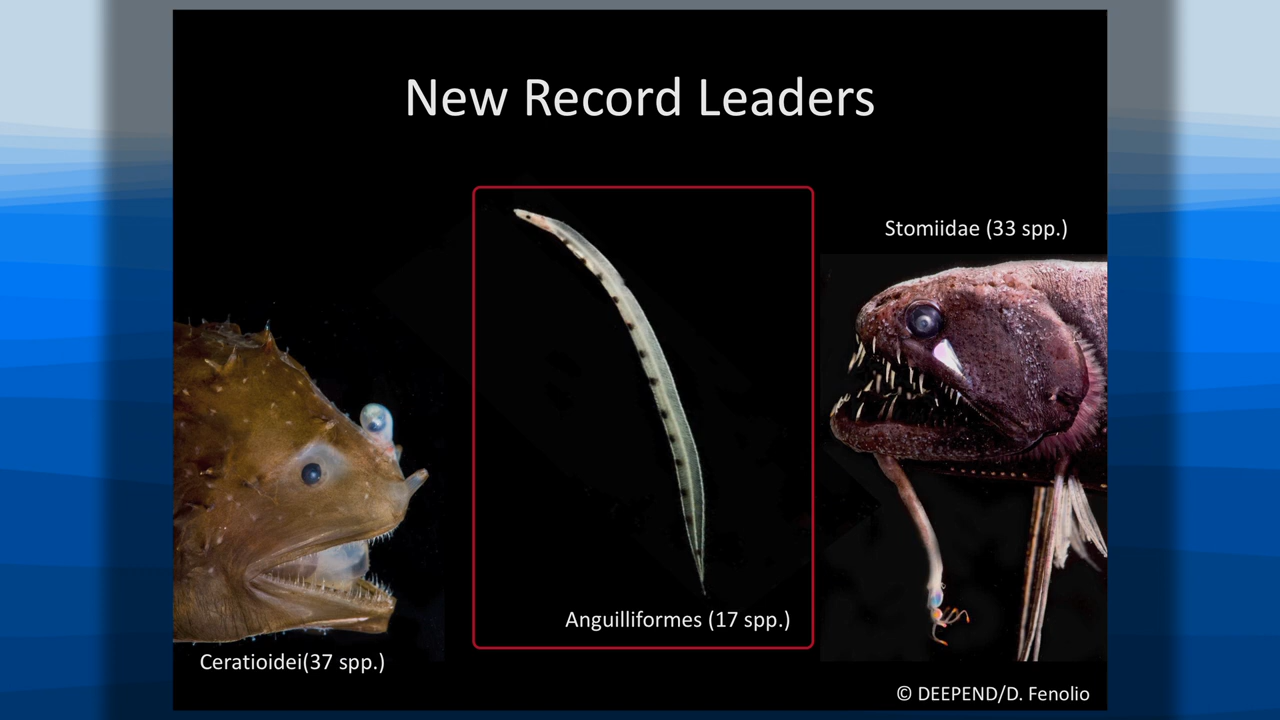 New Record Leaders
Stomiidae (33 spp.)
Anguilliformes (17 spp.)
Ceratioidei(37 spp.)
© DEEPEND/D. Fenolio